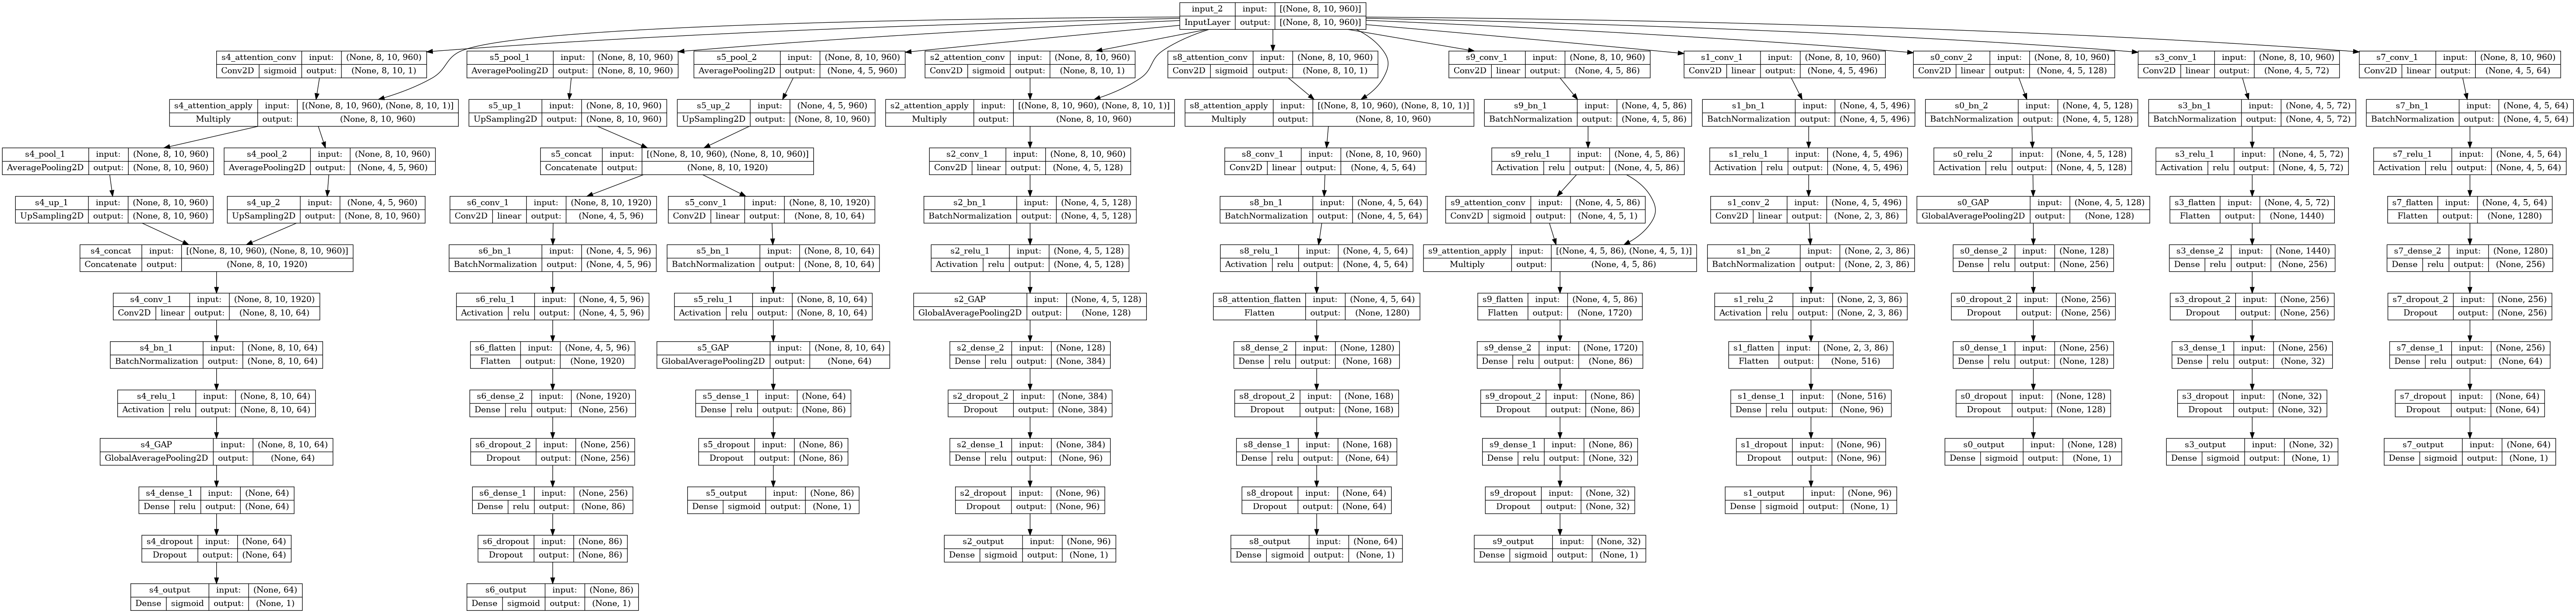 input_2 input: [(None, 8, 10, 960)]
InputLayer output: [(None, 8, 10, 960)]
s4_attention_conv input: (None, 8, 10, 960)
Conv2D sigmoid output: (None, 8, 10, 1)
s5_pool_1 input: (None, 8, 10, 960)
AveragePooling2D output: (None, 8, 10, 960)
s5_pool_2 input: (None, 8, 10, 960)
AveragePooling2D output: (None, 4, 5, 960)
s2_attention_conv input: (None, 8, 10, 960)
Conv2D sigmoid output: (None, 8, 10, 1)
s8_attention_conv input: (None, 8, 10, 960)
Conv2D sigmoid output: (None, 8, 10, 1)
s9_conv_1 input: (None, 8, 10, 960)
Conv2D linear output: (None, 4, 5, 86)
s1_conv_1 input: (None, 8, 10, 960)
Conv2D linear output: (None, 4, 5, 496)
s0_conv_2 input: (None, 8, 10, 960)
Conv2D linear output: (None, 4, 5, 128)
s3_conv_1 input: (None, 8, 10, 960)
Conv2D linear output: (None, 4, 5, 72)
s7_conv_1 input: (None, 8, 10, 960)
Conv2D linear output: (None, 4, 5, 64)
s4_attention_apply input: [(None, 8, 10, 960), (None, 8, 10, 1)]
Multiply output: (None, 8, 10, 960)
s5_up_1 input: (None, 8, 10, 960)
UpSampling2D output: (None, 8, 10, 960)
s5_up_2 input: (None, 4, 5, 960)
UpSampling2D output: (None, 8, 10, 960)
s2_attention_apply input: [(None, 8, 10, 960), (None, 8, 10, 1)]
Multiply output: (None, 8, 10, 960)
s8_attention_apply input: [(None, 8, 10, 960), (None, 8, 10, 1)]
Multiply output: (None, 8, 10, 960)
s9_bn_1 input: (None, 4, 5, 86)
BatchNormalization output: (None, 4, 5, 86)
s1_bn_1 input: (None, 4, 5, 496)
BatchNormalization output: (None, 4, 5, 496)
s0_bn_2 input: (None, 4, 5, 128)
BatchNormalization output: (None, 4, 5, 128)
s3_bn_1 input: (None, 4, 5, 72)
BatchNormalization output: (None, 4, 5, 72)
s7_bn_1 input: (None, 4, 5, 64)
BatchNormalization output: (None, 4, 5, 64)
s4_pool_1 input: (None, 8, 10, 960)
AveragePooling2D output: (None, 8, 10, 960)
s4_pool_2 input: (None, 8, 10, 960)
AveragePooling2D output: (None, 4, 5, 960)
s5_concat input: [(None, 8, 10, 960), (None, 8, 10, 960)]
Concatenate output: (None, 8, 10, 1920)
s2_conv_1 input: (None, 8, 10, 960)
Conv2D linear output: (None, 4, 5, 128)
s8_conv_1 input: (None, 8, 10, 960)
Conv2D linear output: (None, 4, 5, 64)
s9_relu_1 input: (None, 4, 5, 86)
Activation relu output: (None, 4, 5, 86)
s1_relu_1 input: (None, 4, 5, 496)
Activation relu output: (None, 4, 5, 496)
s0_relu_2 input: (None, 4, 5, 128)
Activation relu output: (None, 4, 5, 128)
s3_relu_1 input: (None, 4, 5, 72)
Activation relu output: (None, 4, 5, 72)
s7_relu_1 input: (None, 4, 5, 64)
Activation relu output: (None, 4, 5, 64)
s4_up_1 input: (None, 8, 10, 960)
UpSampling2D output: (None, 8, 10, 960)
s4_up_2 input: (None, 4, 5, 960)
UpSampling2D output: (None, 8, 10, 960)
s6_conv_1 input: (None, 8, 10, 1920)
Conv2D linear output: (None, 4, 5, 96)
s5_conv_1 input: (None, 8, 10, 1920)
Conv2D linear output: (None, 8, 10, 64)
s2_bn_1 input: (None, 4, 5, 128)
BatchNormalization output: (None, 4, 5, 128)
s8_bn_1 input: (None, 4, 5, 64)
BatchNormalization output: (None, 4, 5, 64)
s9_attention_conv input: (None, 4, 5, 86)
Conv2D sigmoid output: (None, 4, 5, 1)
s1_conv_2 input: (None, 4, 5, 496)
Conv2D linear output: (None, 2, 3, 86)
s0_GAP input: (None, 4, 5, 128)
GlobalAveragePooling2D output: (None, 128)
s3_flatten input: (None, 4, 5, 72)
Flatten output: (None, 1440)
s7_flatten input: (None, 4, 5, 64)
Flatten output: (None, 1280)
s4_concat input: [(None, 8, 10, 960), (None, 8, 10, 960)]
Concatenate output: (None, 8, 10, 1920)
s6_bn_1 input: (None, 4, 5, 96)
BatchNormalization output: (None, 4, 5, 96)
s5_bn_1 input: (None, 8, 10, 64)
BatchNormalization output: (None, 8, 10, 64)
s2_relu_1 input: (None, 4, 5, 128)
Activation relu output: (None, 4, 5, 128)
s8_relu_1 input: (None, 4, 5, 64)
Activation relu output: (None, 4, 5, 64)
s9_attention_apply input: [(None, 4, 5, 86), (None, 4, 5, 1)]
Multiply output: (None, 4, 5, 86)
s1_bn_2 input: (None, 2, 3, 86)
BatchNormalization output: (None, 2, 3, 86)
s0_dense_2 input: (None, 128)
Dense relu output: (None, 256)
s3_dense_2 input: (None, 1440)
Dense relu output: (None, 256)
s7_dense_2 input: (None, 1280)
Dense relu output: (None, 256)
s4_conv_1 input: (None, 8, 10, 1920)
Conv2D linear output: (None, 8, 10, 64)
s6_relu_1 input: (None, 4, 5, 96)
Activation relu output: (None, 4, 5, 96)
s5_relu_1 input: (None, 8, 10, 64)
Activation relu output: (None, 8, 10, 64)
s2_GAP input: (None, 4, 5, 128)
GlobalAveragePooling2D output: (None, 128)
s8_attention_flatten input: (None, 4, 5, 64)
Flatten output: (None, 1280)
s9_flatten input: (None, 4, 5, 86)
Flatten output: (None, 1720)
s1_relu_2 input: (None, 2, 3, 86)
Activation relu output: (None, 2, 3, 86)
s0_dropout_2 input: (None, 256)
Dropout output: (None, 256)
s3_dropout_2 input: (None, 256)
Dropout output: (None, 256)
s7_dropout_2 input: (None, 256)
Dropout output: (None, 256)
s4_bn_1 input: (None, 8, 10, 64)
BatchNormalization output: (None, 8, 10, 64)
s6_flatten input: (None, 4, 5, 96)
Flatten output: (None, 1920)
s5_GAP input: (None, 8, 10, 64)
GlobalAveragePooling2D output: (None, 64)
s2_dense_2 input: (None, 128)
Dense relu output: (None, 384)
s8_dense_2 input: (None, 1280)
Dense relu output: (None, 168)
s9_dense_2 input: (None, 1720)
Dense relu output: (None, 86)
s1_flatten input: (None, 2, 3, 86)
Flatten output: (None, 516)
s0_dense_1 input: (None, 256)
Dense relu output: (None, 128)
s3_dense_1 input: (None, 256)
Dense relu output: (None, 32)
s7_dense_1 input: (None, 256)
Dense relu output: (None, 64)
s4_relu_1 input: (None, 8, 10, 64)
Activation relu output: (None, 8, 10, 64)
s6_dense_2 input: (None, 1920)
Dense relu output: (None, 256)
s5_dense_1 input: (None, 64)
Dense relu output: (None, 86)
s2_dropout_2 input: (None, 384)
Dropout output: (None, 384)
s8_dropout_2 input: (None, 168)
Dropout output: (None, 168)
s9_dropout_2 input: (None, 86)
Dropout output: (None, 86)
s1_dense_1 input: (None, 516)
Dense relu output: (None, 96)
s0_dropout input: (None, 128)
Dropout output: (None, 128)
s3_dropout input: (None, 32)
Dropout output: (None, 32)
s7_dropout input: (None, 64)
Dropout output: (None, 64)
s4_GAP input: (None, 8, 10, 64)
GlobalAveragePooling2D output: (None, 64)
s6_dropout_2 input: (None, 256)
Dropout output: (None, 256)
s5_dropout input: (None, 86)
Dropout output: (None, 86)
s2_dense_1 input: (None, 384)
Dense relu output: (None, 96)
s8_dense_1 input: (None, 168)
Dense relu output: (None, 64)
s9_dense_1 input: (None, 86)
Dense relu output: (None, 32)
s1_dropout input: (None, 96)
Dropout output: (None, 96)
s0_output input: (None, 128)
Dense sigmoid output: (None, 1)
s3_output input: (None, 32)
Dense sigmoid output: (None, 1)
s7_output input: (None, 64)
Dense sigmoid output: (None, 1)
s4_dense_1 input: (None, 64)
Dense relu output: (None, 64)
s6_dense_1 input: (None, 256)
Dense relu output: (None, 86)
s5_output input: (None, 86)
Dense sigmoid output: (None, 1)
s2_dropout input: (None, 96)
Dropout output: (None, 96)
s8_dropout input: (None, 64)
Dropout output: (None, 64)
s9_dropout input: (None, 32)
Dropout output: (None, 32)
s1_output input: (None, 96)
Dense sigmoid output: (None, 1)
s4_dropout input: (None, 64)
Dropout output: (None, 64)
s6_dropout input: (None, 86)
Dropout output: (None, 86)
s2_output input: (None, 96)
Dense sigmoid output: (None, 1)
s8_output input: (None, 64)
Dense sigmoid output: (None, 1)
s9_output input: (None, 32)
Dense sigmoid output: (None, 1)
s4_output input: (None, 64)
Dense sigmoid output: (None, 1)
s6_output input: (None, 86)
Dense sigmoid output: (None, 1)